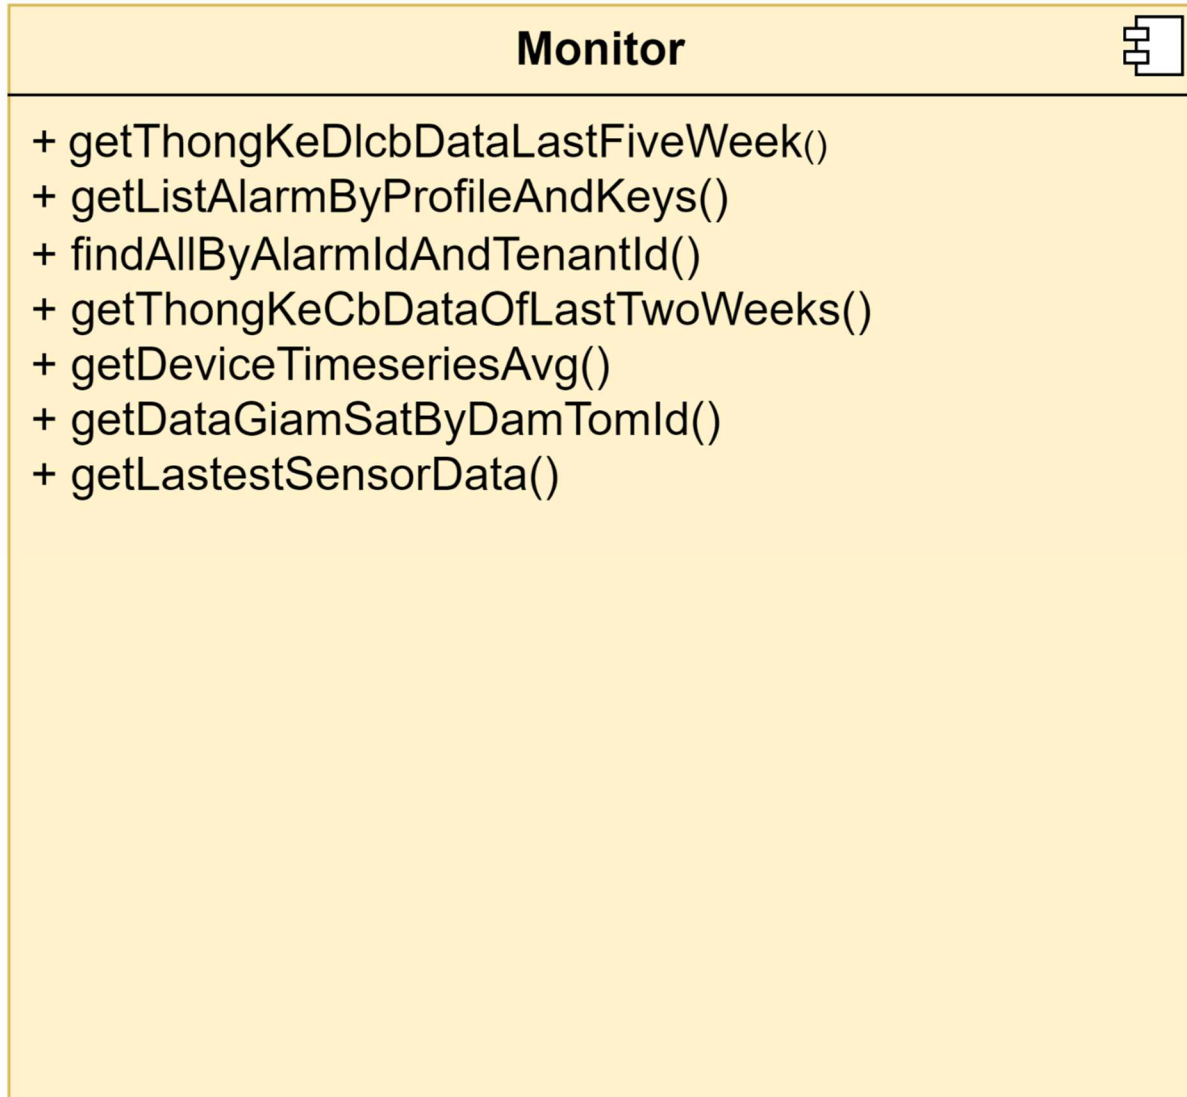 Monitor
+ getThongKeDlcbDataLastFiveWeek()
+ getListAlarmByProfileAndKeys()
+ findAllByAlarmIdAndTenantId()
+ getThongKeCbDataOfLastTwoWeeks()
+ getDeviceTimeseriesAvg()
+ getDataGiamSatByDamTomId()
+ getLastestSensorData()